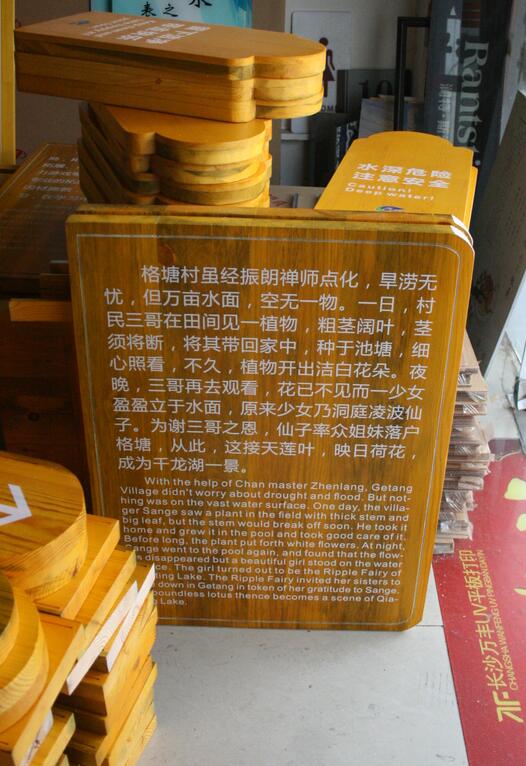 表之
水深危险
注意安全
Caution!
Deep water!
Rantsi
格塘村虽经振朗禅师点化，旱涝无
忧，但万亩水面，空无一物。一日，村
民三哥在田间见一植物，粗茎阔叶，茎
须将断，将其带回家中，种于池塘，细
心照看，不久，植物开出洁白花朵。夜
晚，三哥再去观看，花已不见而一少女
盈盈立于水面，原来少女乃洞庭凌波仙
子。为谢三哥之恩，仙子率众姐妹落户
格塘，从此，这接天莲叶，映日荷花，
成为千龙湖一景。
With the help of Chan master Zhenlang, Getang
Village didn't worry about drought and flood. But not-
hing was on the vast water surface. One day, the villa-
ger Sange saw a plant in the field with thick stem and
big leaf, but the stem would break off soon. He took it
home and grew it in the pool and took good care of it.
Before long, the plant put forth white flowers. At night,
ange went to the pool again, and found that the flow-
disappeared but a beautiful girl stood on the water
ce. The girl turned out to be the Ripple Fairy of
ing Lake. The Ripple Fairy invited her sisters to
down in Getang in token of her gratitude to Sange.
boundless lotus thence becomes a scene of Qia-
Lake.
长沙万丰UV平板打印
CHANGSHA WANFENG UV PINGBANDAYIN